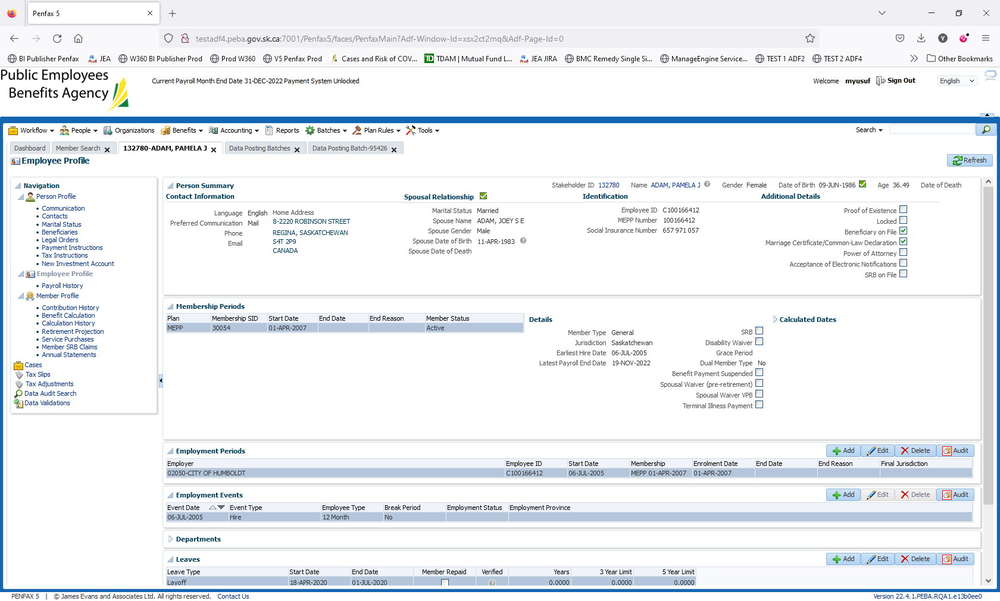 Penfax 5
testadf4.peba.gov.sk.ca:7001/Penfax5/faces/PenfaxMain?Adf-Window-Id=xsx2ct2mq&Adf-Page-Id=0
BI Publisher Penfax JEA W360 BI Publisher Prod Prod W360 V5 Penfax Prod Cases and Risk of COV... TDAM | Mutual Fund L... JEA JIRA BMC Remedy Single Si... ManageEngine Service... TEST 1 ADF2 TEST 2 ADF4 Other Bookmarks
Public Employees
Benefits Agency
Current Payroll Month End Date 31-DEC-2022 Payment System Unlocked
Welcome myusuf Sign Out English
Workflow People Organizations Benefits Accounting Reports Batches Plan Rules Tools Search
Dashboard Member Search 132780-ADAM, PAMELA J Data Posting Batches Data Posting Batch-95426
Employee Profile
Refresh
Navigation
Person Profile
Communication
Contacts
Marital Status
Beneficiaries
Legal Orders
Payment Instructions
Tax Instructions
New Investment Account
Employee Profile
Payroll History
Member Profile
Contribution History
Benefit Calculation
Calculation History
Retirement Projection
Service Purchases
Member SRB Claims
Annual Statements
Cases
Tax Slips
Tax Adjustments
Data Audit Search
Data Validations
Person Summary
Stakeholder ID 132780 Name ADAM, PAMELA J Gender Female Date of Birth 09-JUN-1986 Age 36.49 Date of Death
Contact Information
Language English
Preferred Communication Mail
Phone
Email
Home Address
8-2220 ROBINSON STREET
REGINA, SASKATCHEWAN
S4T 2P9
CANADA
Spousal Relationship
Marital Status Married
Spouse Name ADAM, JOEY S E
Spouse Gender Male
Spouse Date of Birth 11-APR-1983
Spouse Date of Death
Identification
Employee ID C100166412
MEPP Number 100166412
Social Insurance Number 657 971 057
Additional Details
Proof of Existence
Locked
Beneficiary on File
Marriage Certificate/Common-Law Declaration
Power of Attorney
Acceptance of Electronic Notifications
SRB on File
Membership Periods
Plan Membership SID Start Date End Date End Reason Member Status
MEPP 30054 01-APR-2007 Active
Details
Member Type General
Jurisdiction Saskatchewan
Earliest Hire Date 06-JUL-2005
Latest Payroll End Date 19-NOV-2022
SRB
Disability Waiver
Grace Period
Dual Member Type No
Benefit Payment Suspended
Spousal Waiver (pre-retirement)
Spousal Waiver VPB
Terminal Illness Payment
Calculated Dates
Employment Periods
Add Edit Delete Audit
Employer Employee ID Start Date Membership Enrolment Date End Date End Reason Final Jurisdiction
02050-CITY OF HUMBOLDT C100166412 06-JUL-2005 MEPP 01-APR-2007 01-APR-2007
Employment Events
Add Edit Delete Audit
Event Date Event Type Employee Type Break Period Employment Status Employment Province
06-JUL-2005 Hire 12 Month No
Departments
Leaves
Add Edit Delete Audit
Leave Type Start Date End Date Member Repaid Verified Years 3 Year Limit 5 Year Limit
Layoff 18-APR-2020 01-JUL-2020 0.0000 0.0000 0.0000
PENFAX 5 | © James Evans and Associates Ltd. All rights reserved. Contact Us
Version 22.4.1.PEBA.RQA1.e13b0ee0